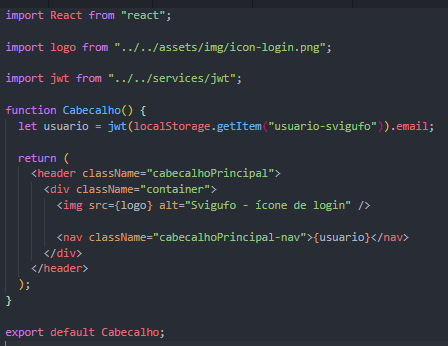 import React from "react";
import logo from "../../assets/img/icon-login.png";
import jwt from "../../services/jwt";
function Cabecalho() {
  let usuario = jwt(localStorage.getItem("usuario-svigufo")).email;
  return (
    <header className="cabecalhoPrincipal">
      <div className="container">
        <img src={logo} alt="Svigufo - ícone de login" />
        <nav className="cabecalhoPrincipal-nav">{usuario}</nav>
      </div>
    </header>
  );
}
export default Cabecalho;